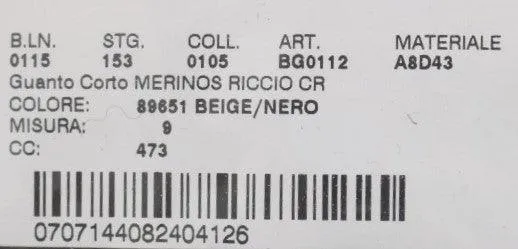 B.LN. STG. COLL. ART. MATERIALE
0115 153 0105 BG0112 A8D43
Guanto Corto MERINOS RICCIO CR
COLORE: 89651 BEIGE/NERO
MISURA: 9
CC: 473
0707144082404126